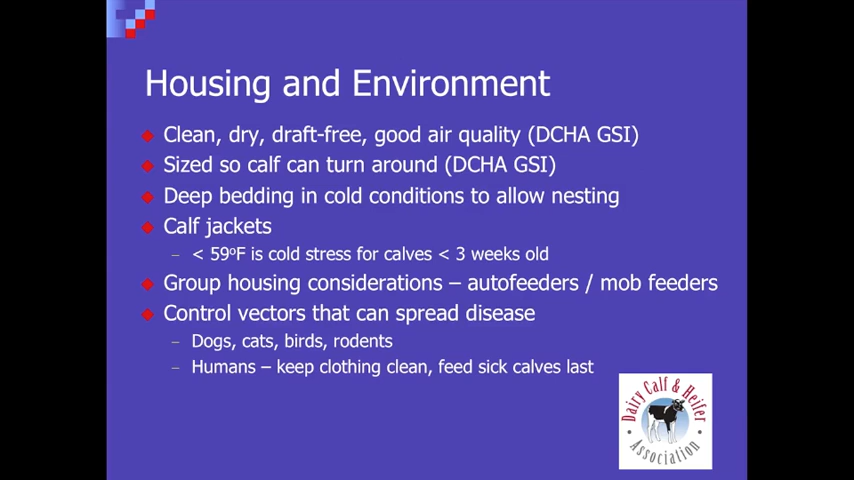 Housing and Environment
Clean, dry, draft-free, good air quality (DCHA GSI)
Sized so calf can turn around (DCHA GSI)
Deep bedding in cold conditions to allow nesting
Calf jackets
– < 59°F is cold stress for calves < 3 weeks old
Group housing considerations – autofeeders / mob feeders
Control vectors that can spread disease
– Dogs, cats, birds, rodents
– Humans – keep clothing clean, feed sick calves last
Dairy Calf & Heifer
• Association •